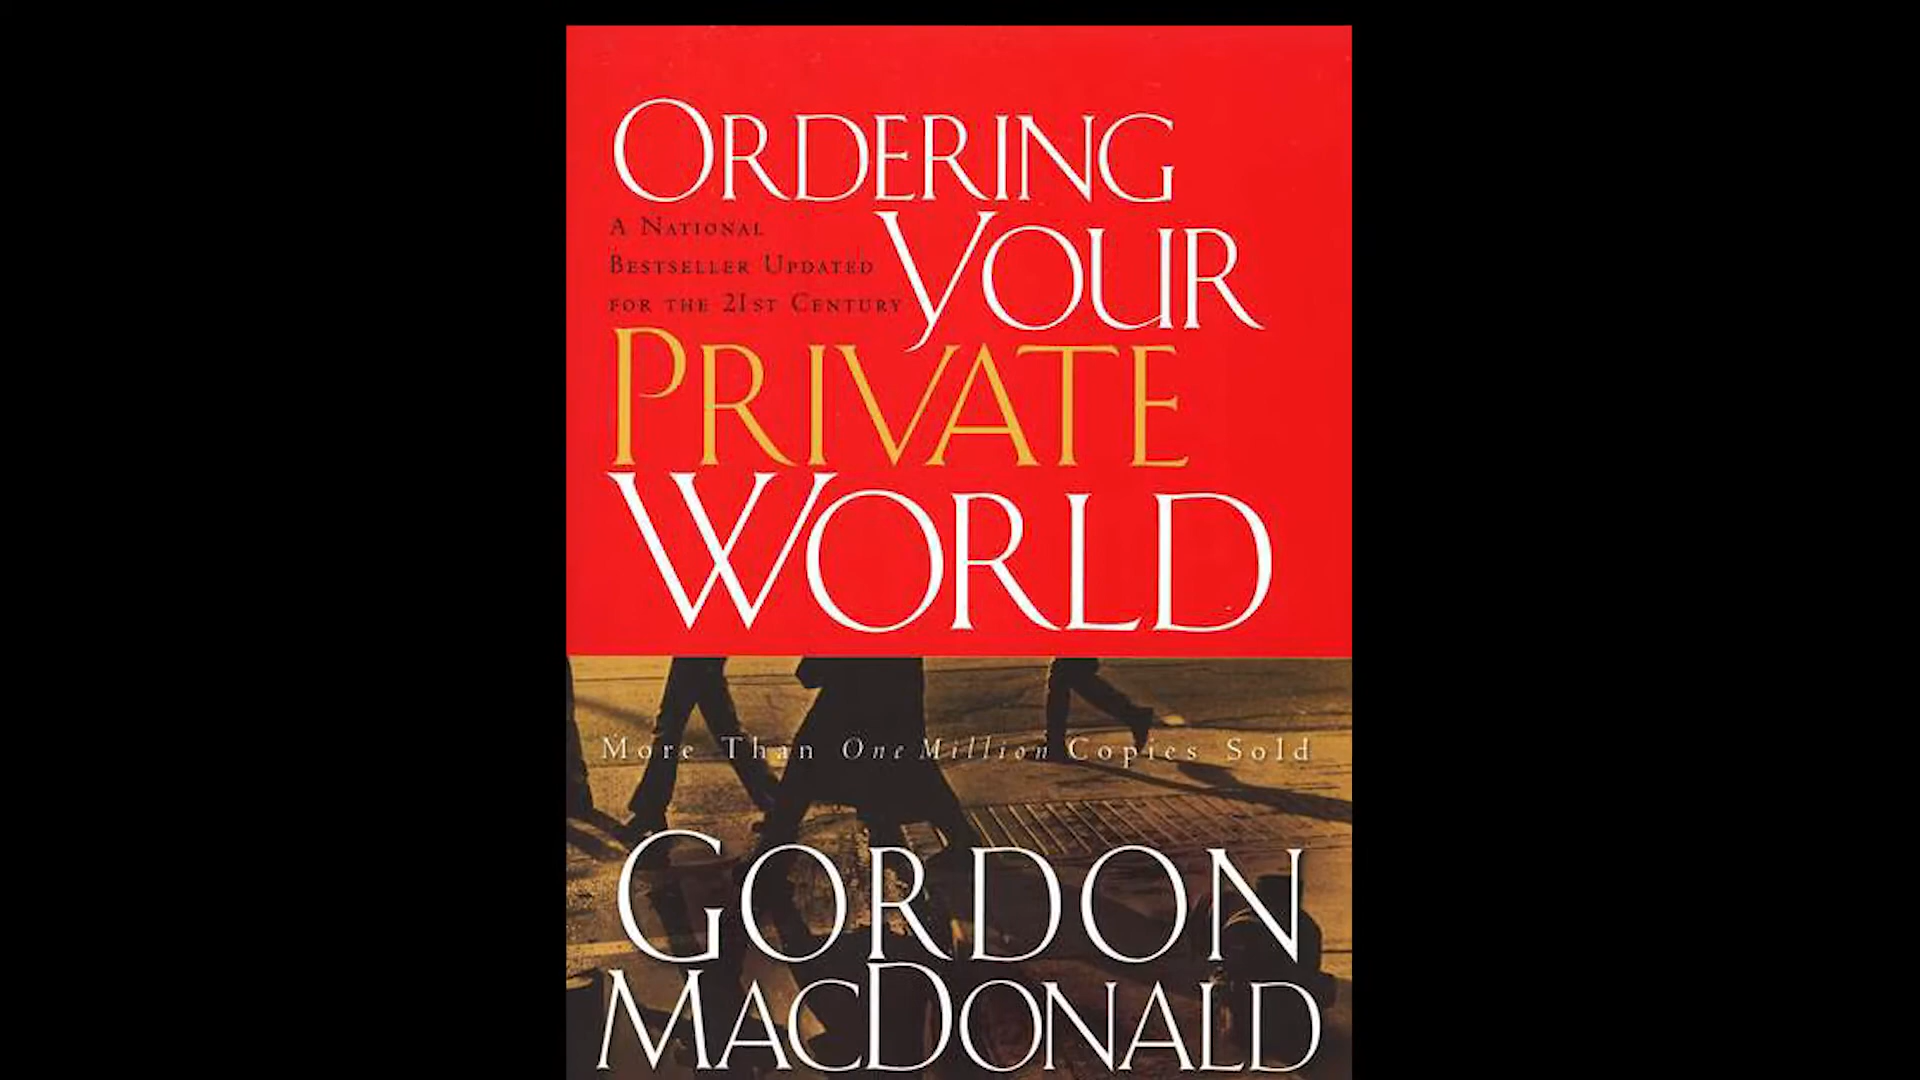 ORDERING
YOUR
A NATIONAL
BESTSELLER UPDATED
FOR THE 21ST CENTURY
PRIVATE
WORLD
More Than One Million Copies Sold
GORDON
MACDONALD